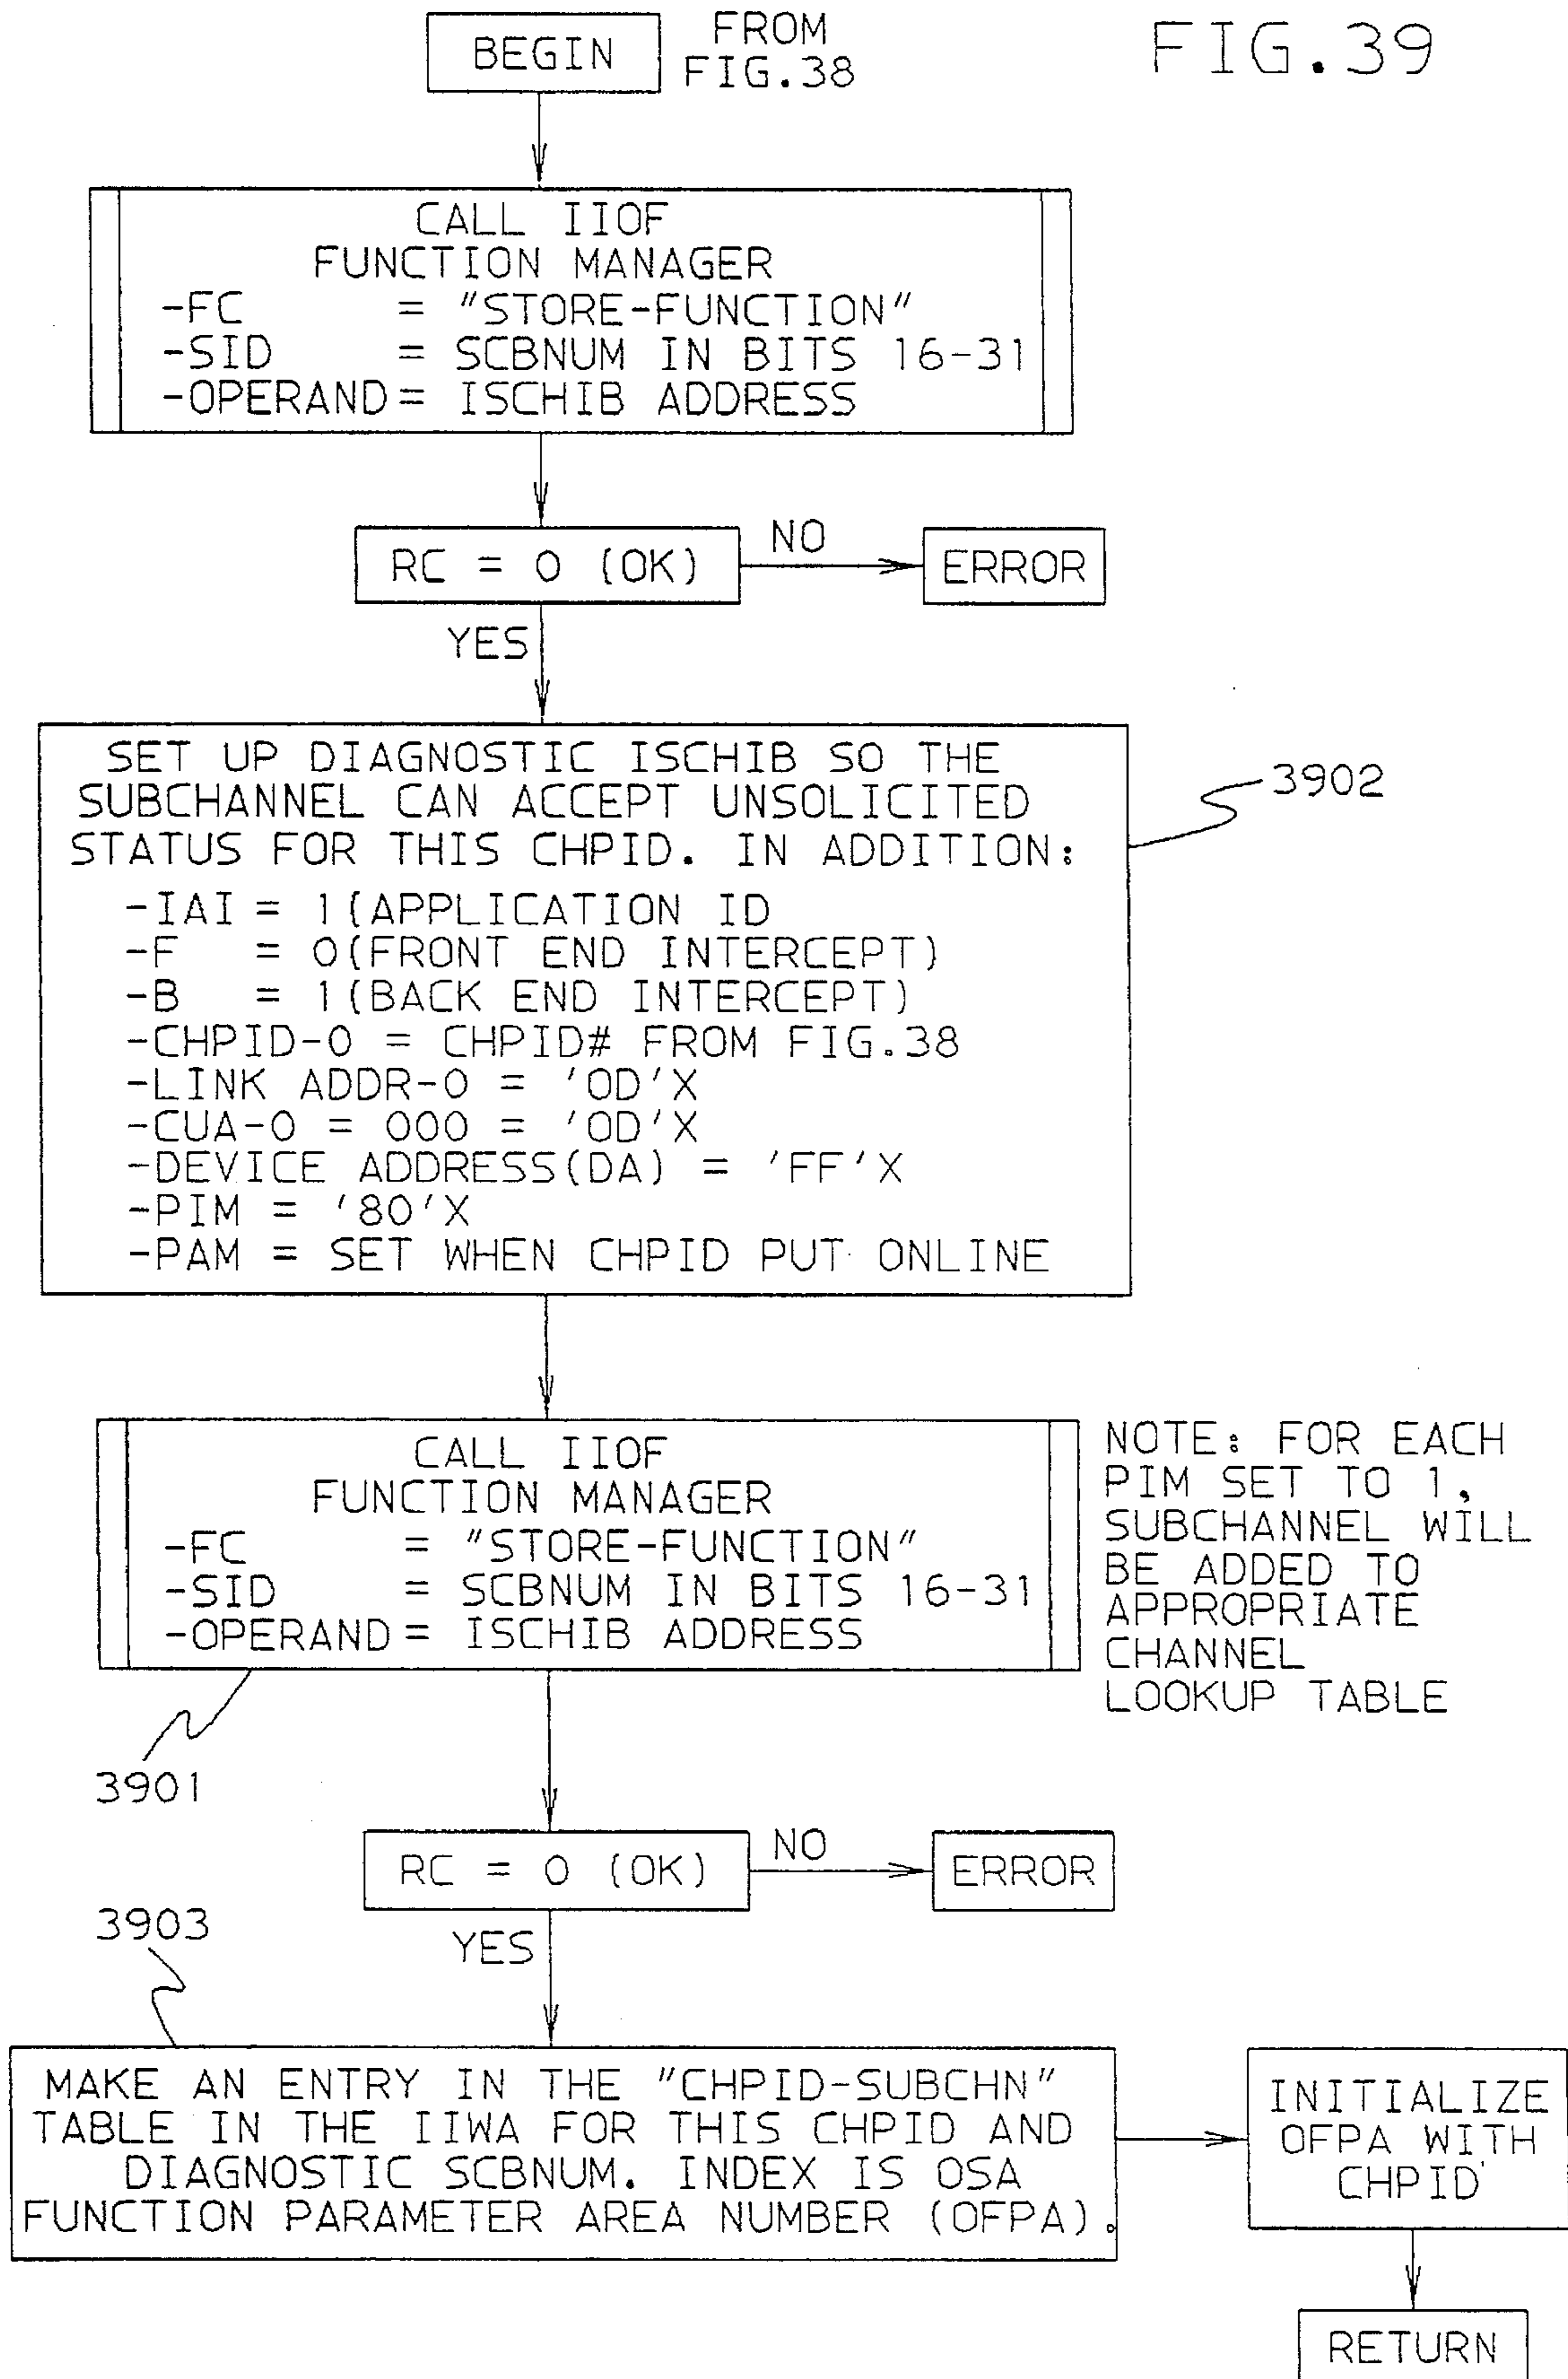 FIG.39
BEGIN
FROM
FIG.38
CALL IIOF
FUNCTION MANAGER
-FC = "STORE-FUNCTION"
-SID = SCBNUM IN BITS 16-31
-OPERAND = ISCHIB ADDRESS
RC = 0 (OK)
NO
ERROR
YES
SET UP DIAGNOSTIC ISCHIB SO THE
SUBCHANNEL CAN ACCEPT UNSOLICITED
STATUS FOR THIS CHPID. IN ADDITION:
-IAI = 1(APPLICATION ID
-F = 0(FRONT END INTERCEPT)
-B = 1(BACK END INTERCEPT)
-CHPID-0 = CHPID# FROM FIG.38
-LINK ADDR-0 = '0D'X
-CUA-0 = 000 = '0D'X
-DEVICE ADDRESS(DA) = 'FF'X
-PIM = '80'X
-PAM = SET WHEN CHPID PUT ONLINE
3902
CALL IIOF
FUNCTION MANAGER
-FC = "STORE-FUNCTION"
-SID = SCBNUM IN BITS 16-31
-OPERAND = ISCHIB ADDRESS
NOTE: FOR EACH
PIM SET TO 1,
SUBCHANNEL WILL
BE ADDED TO
APPROPRIATE
CHANNEL
LOOKUP TABLE
3901
RC = 0 (OK)
NO
ERROR
YES
3903
MAKE AN ENTRY IN THE "CHPID-SUBCHN"
TABLE IN THE IIWA FOR THIS CHPID AND
DIAGNOSTIC SCBNUM. INDEX IS OSA
FUNCTION PARAMETER AREA NUMBER (OFPA).
INITIALIZE
OFPA WITH
CHPID
RETURN